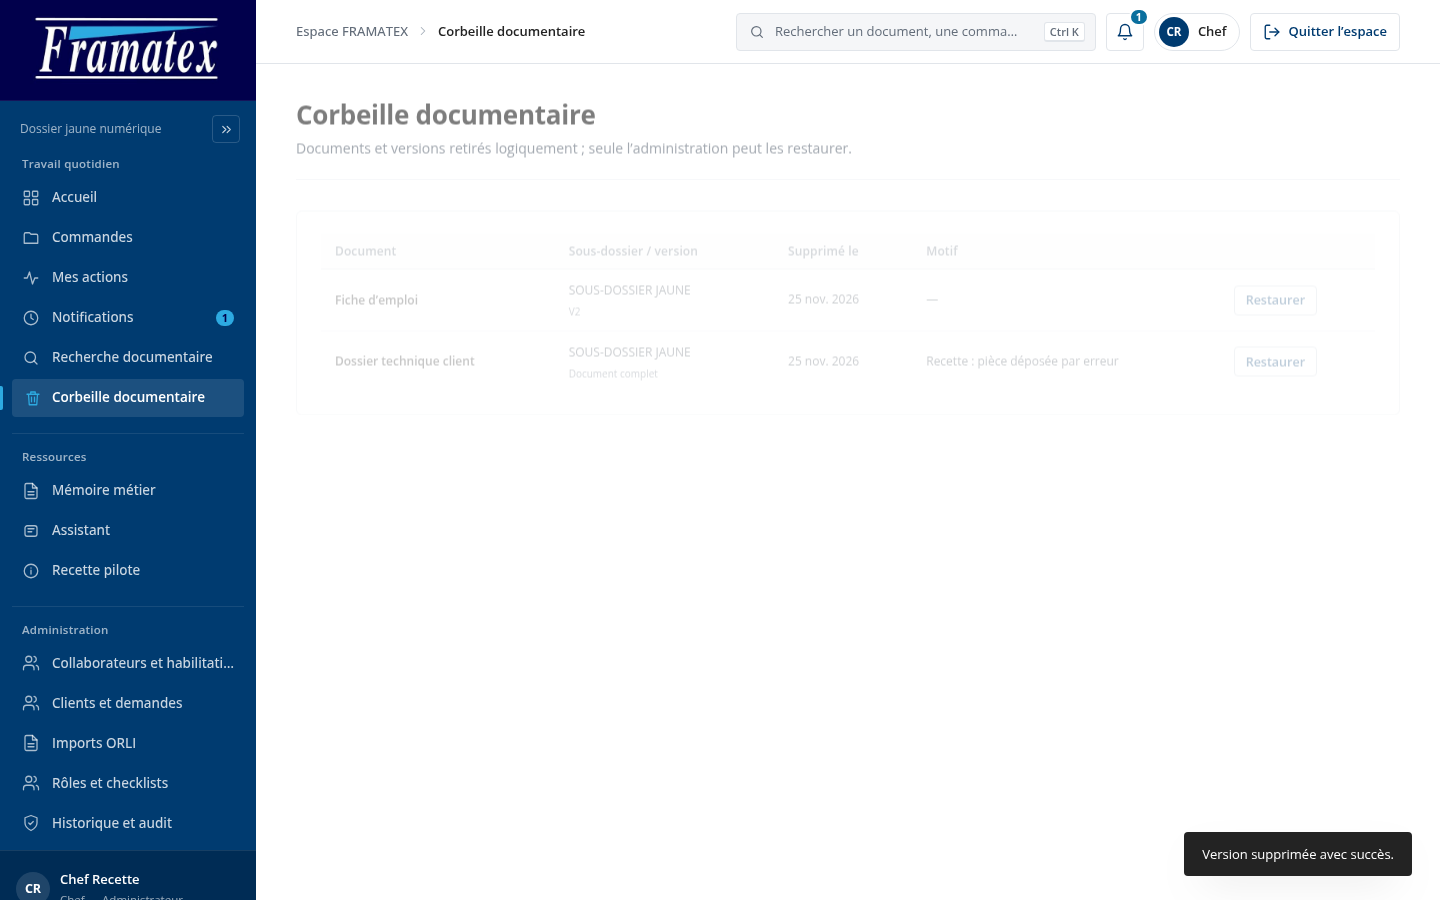 Framatex
Espace FRAMATEX
Corbeille documentaire
Rechercher un document, une comma...
Ctrl K
1
CR
Chef
Quitter l'espace
Dossier jaune numérique
Travail quotidien
Accueil
Commandes
Mes actions
Notifications
1
Recherche documentaire
Corbeille documentaire
Ressources
Mémoire métier
Assistant
Recette pilote
Administration
Collaborateurs et habilitati...
Clients et demandes
Imports ORLI
Rôles et checklists
Historique et audit
CR
Chef Recette
Corbeille documentaire
Documents et versions retirés logiquement ; seule l'administration peut les restaurer.
Document Sous-dossier / version Supprimé le Motif
Fiche d'emploi SOUS-DOSSIER JAUNE 25 nov. 2026 — Restaurer
V2
Dossier technique client SOUS-DOSSIER JAUNE 25 nov. 2026 Recette : pièce déposée par erreur Restaurer
Document complet
Version supprimée avec succès.